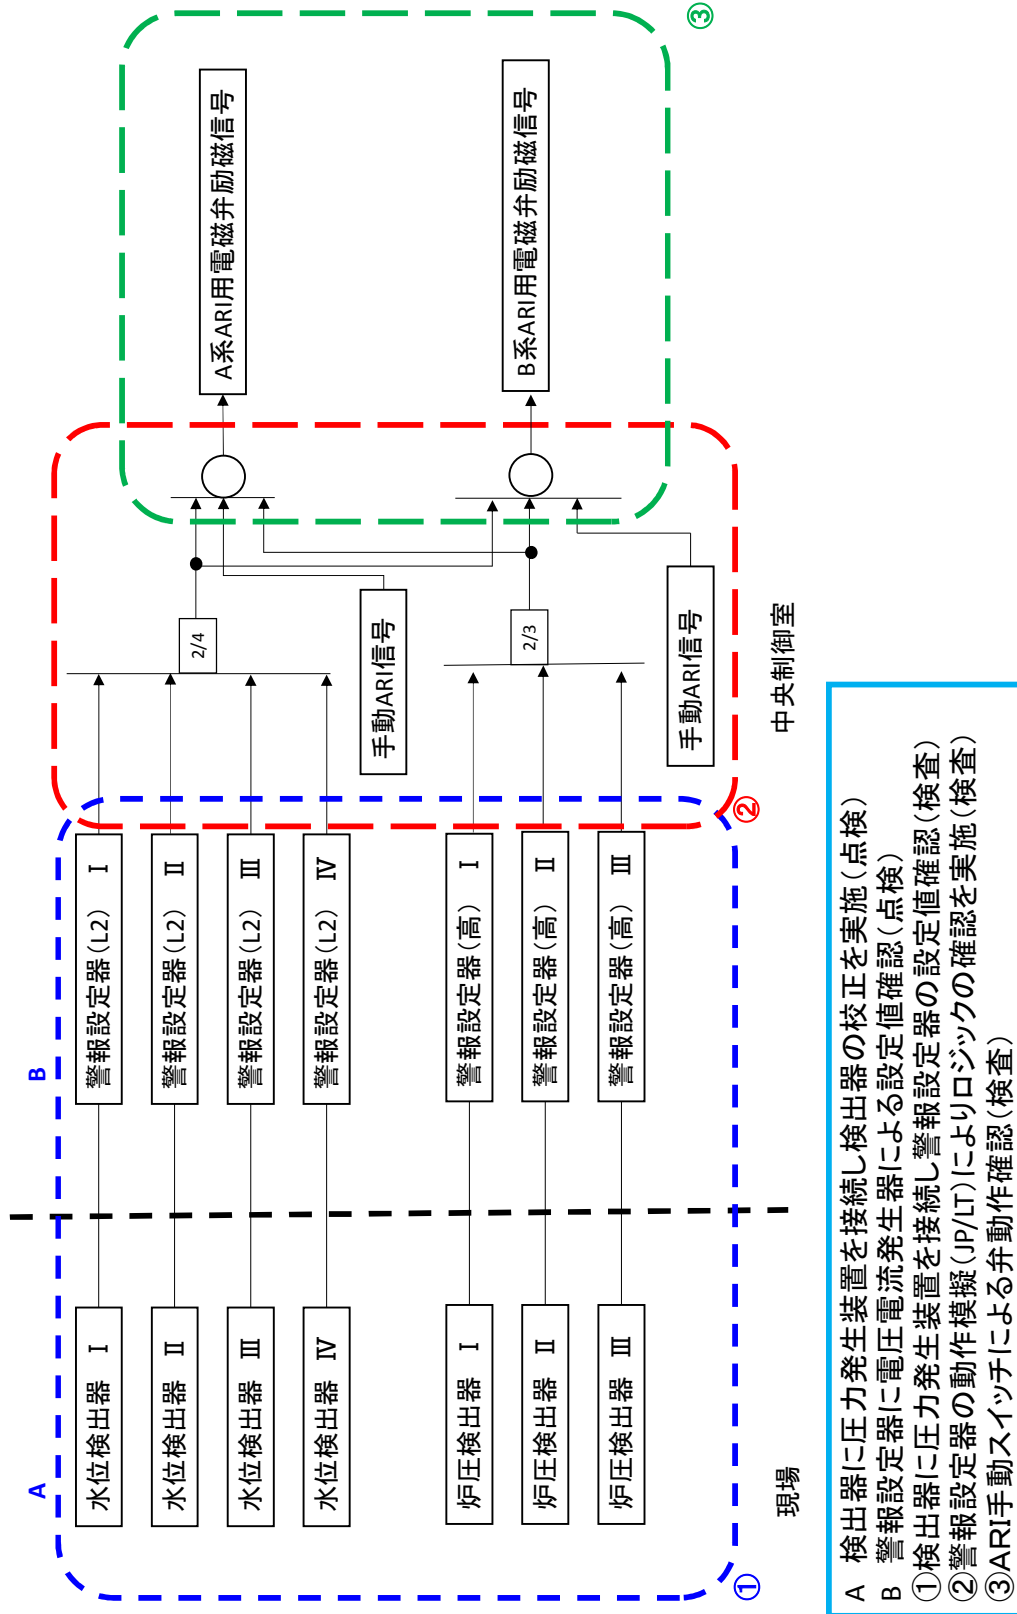 A
B
水位検出器 Ⅰ
警報設定器(L2) Ⅰ
水位検出器 Ⅱ
警報設定器(L2) Ⅱ
水位検出器 Ⅲ
警報設定器(L2) Ⅲ
水位検出器 Ⅳ
警報設定器(L2) Ⅳ
2/4
手動ARI信号
A系ARI用電磁弁励磁信号
炉圧検出器 Ⅰ
警報設定器(高) Ⅰ
炉圧検出器 Ⅱ
警報設定器(高) Ⅱ
炉圧検出器 Ⅲ
警報設定器(高) Ⅲ
2/3
手動ARI信号
B系ARI用電磁弁励磁信号
①
②
③
現場
中央制御室
A 検出器に圧力発生装置を接続し検出器の校正を実施(点検)
B 警報設定器に電圧電流発生器による設定値確認(点検)
①検出器に圧力発生装置を接続し警報設定器の設定値確認(検査)
②警報設定器の動作模擬(JP/LT)によりロジックの確認を実施(検査)
③ARI手動スイッチによる弁動作確認(検査)